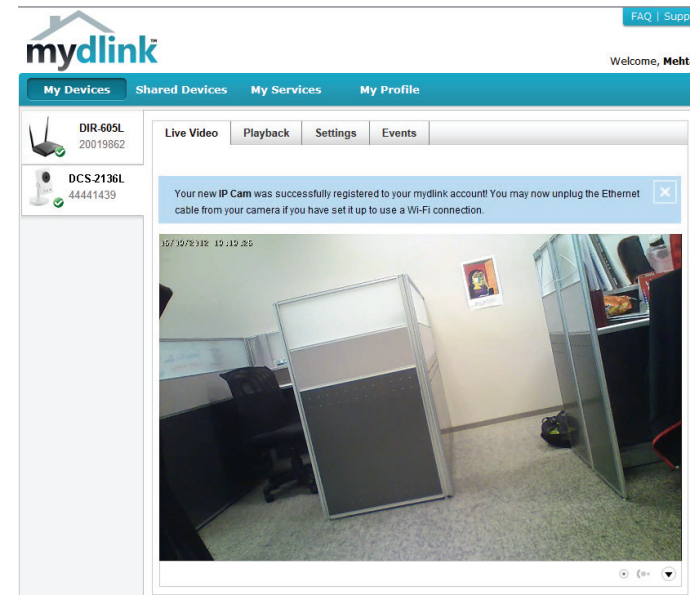 FAQ | Supp
mydlink
Welcome, Meht
My Devices Shared Devices My Services My Profile
DIR-605L
20019862
DCS-2136L
44441439
Live Video Playback Settings Events
Your new IP Cam was successfully registered to your mydlink account! You may now unplug the Ethernet
cable from your camera if you have set it up to use a Wi-Fi connection.